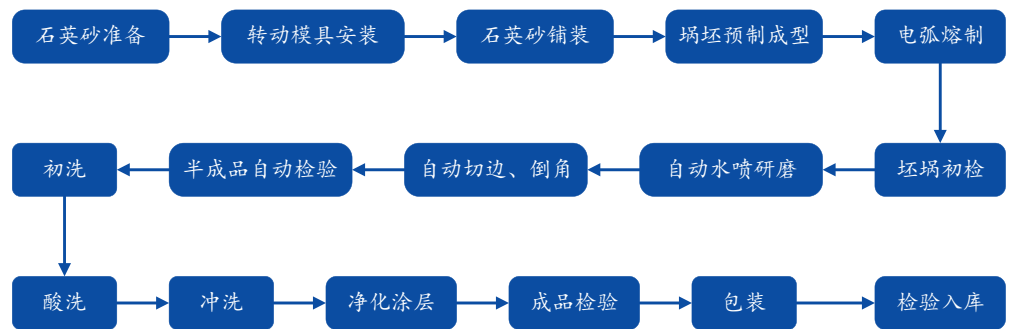 石英砂准备
转动模具安装
石英砂铺装
埚坯预制成型
电弧熔制
坯埚初检
自动水喷研磨
自动切边、倒角
半成品自动检验
初洗
酸洗
冲洗
净化涂层
成品检验
包装
检验入库